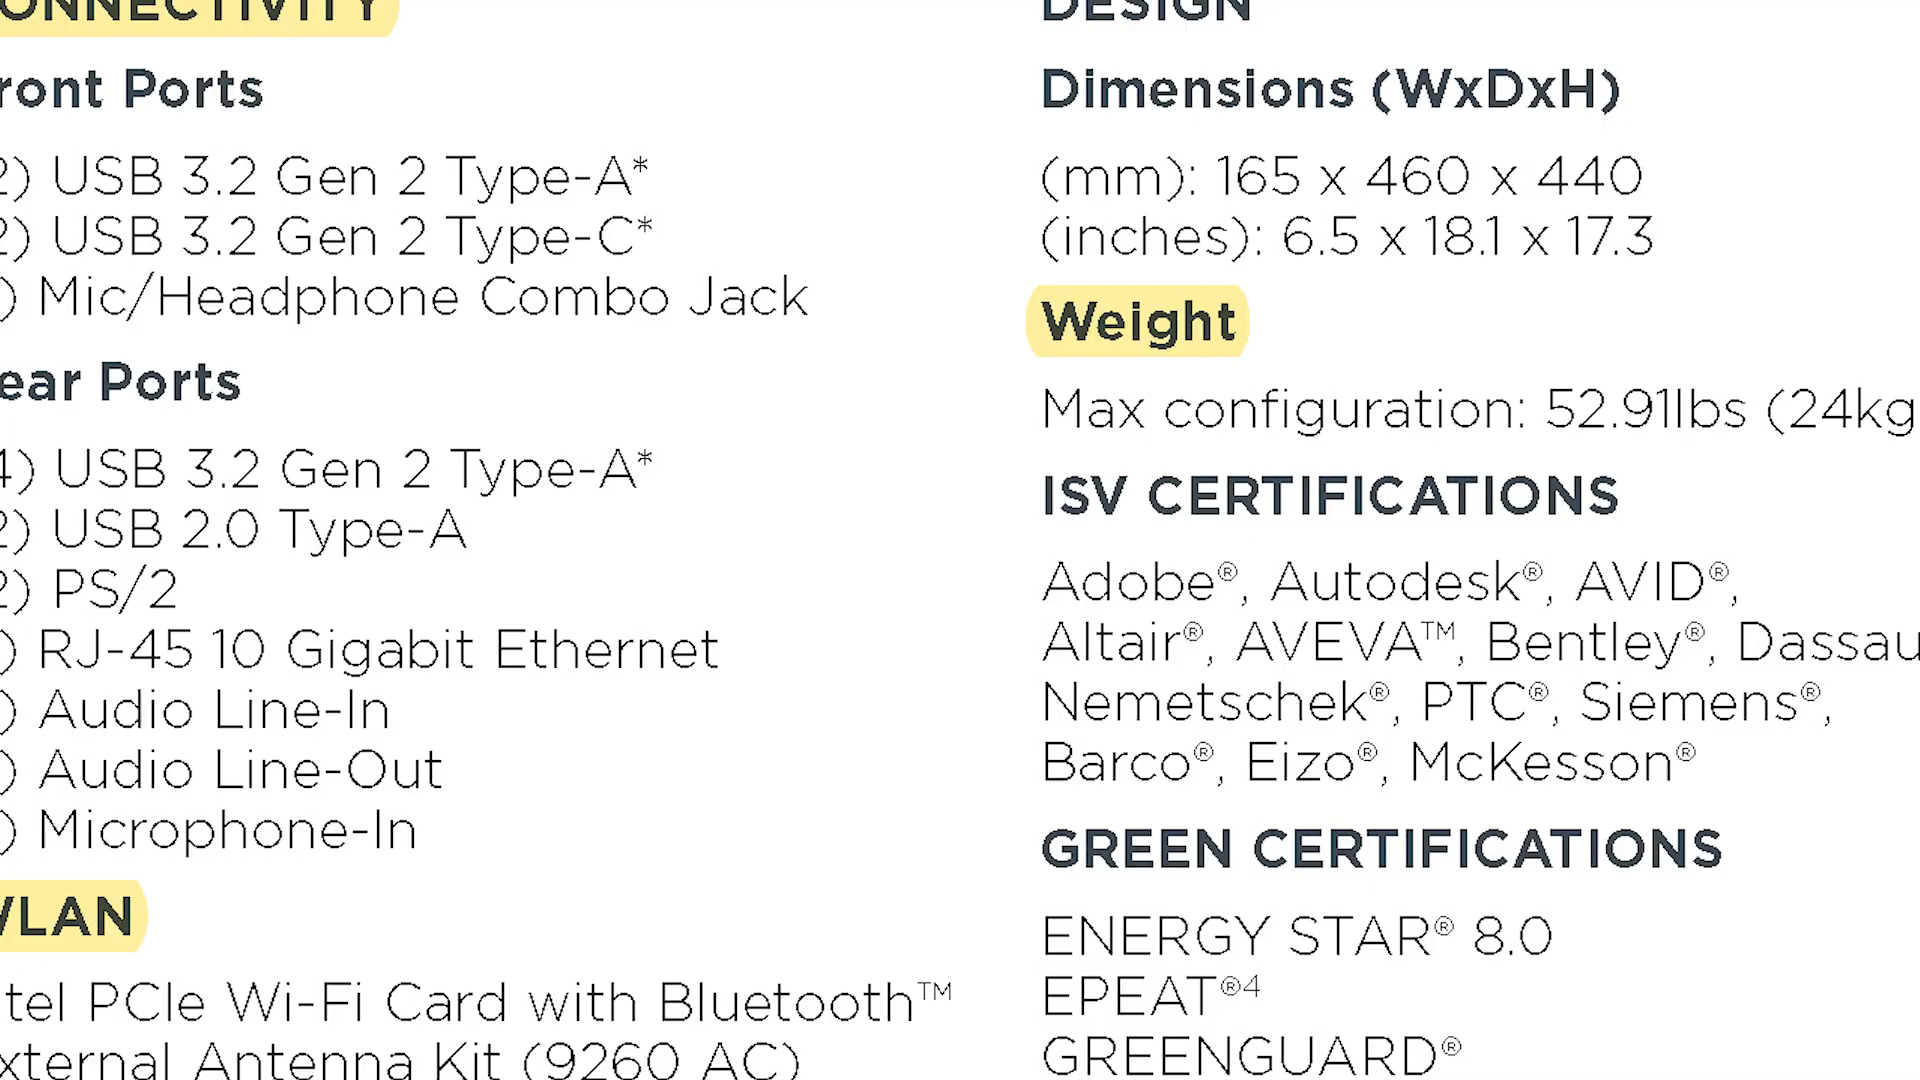 ONNECTIVITY
ront Ports
2) USB 3.2 Gen 2 Type-A*
2) USB 3.2 Gen 2 Type-C*
) Mic/Headphone Combo Jack
ear Ports
4) USB 3.2 Gen 2 Type-A*
2) USB 2.0 Type-A
2) PS/2
) RJ-45 10 Gigabit Ethernet
) Audio Line-In
) Audio Line-Out
) Microphone-In
WLAN
tel PCIe Wi-Fi Card with Bluetooth™
xternal Antenna Kit (9260 AC)
DESIGN
Dimensions (WxDxH)
(mm): 165 x 460 x 440
(inches): 6.5 x 18.1 x 17.3
Weight
Max configuration: 52.91lbs (24kg
ISV CERTIFICATIONS
Adobe®, Autodesk®, AVID®,
Altair®, AVEVA™, Bentley®, Dassau
Nemetschek®, PTC®, Siemens®,
Barco®, Eizo®, McKesson®
GREEN CERTIFICATIONS
ENERGY STAR® 8.0
EPEAT®4
GREENGUARD®